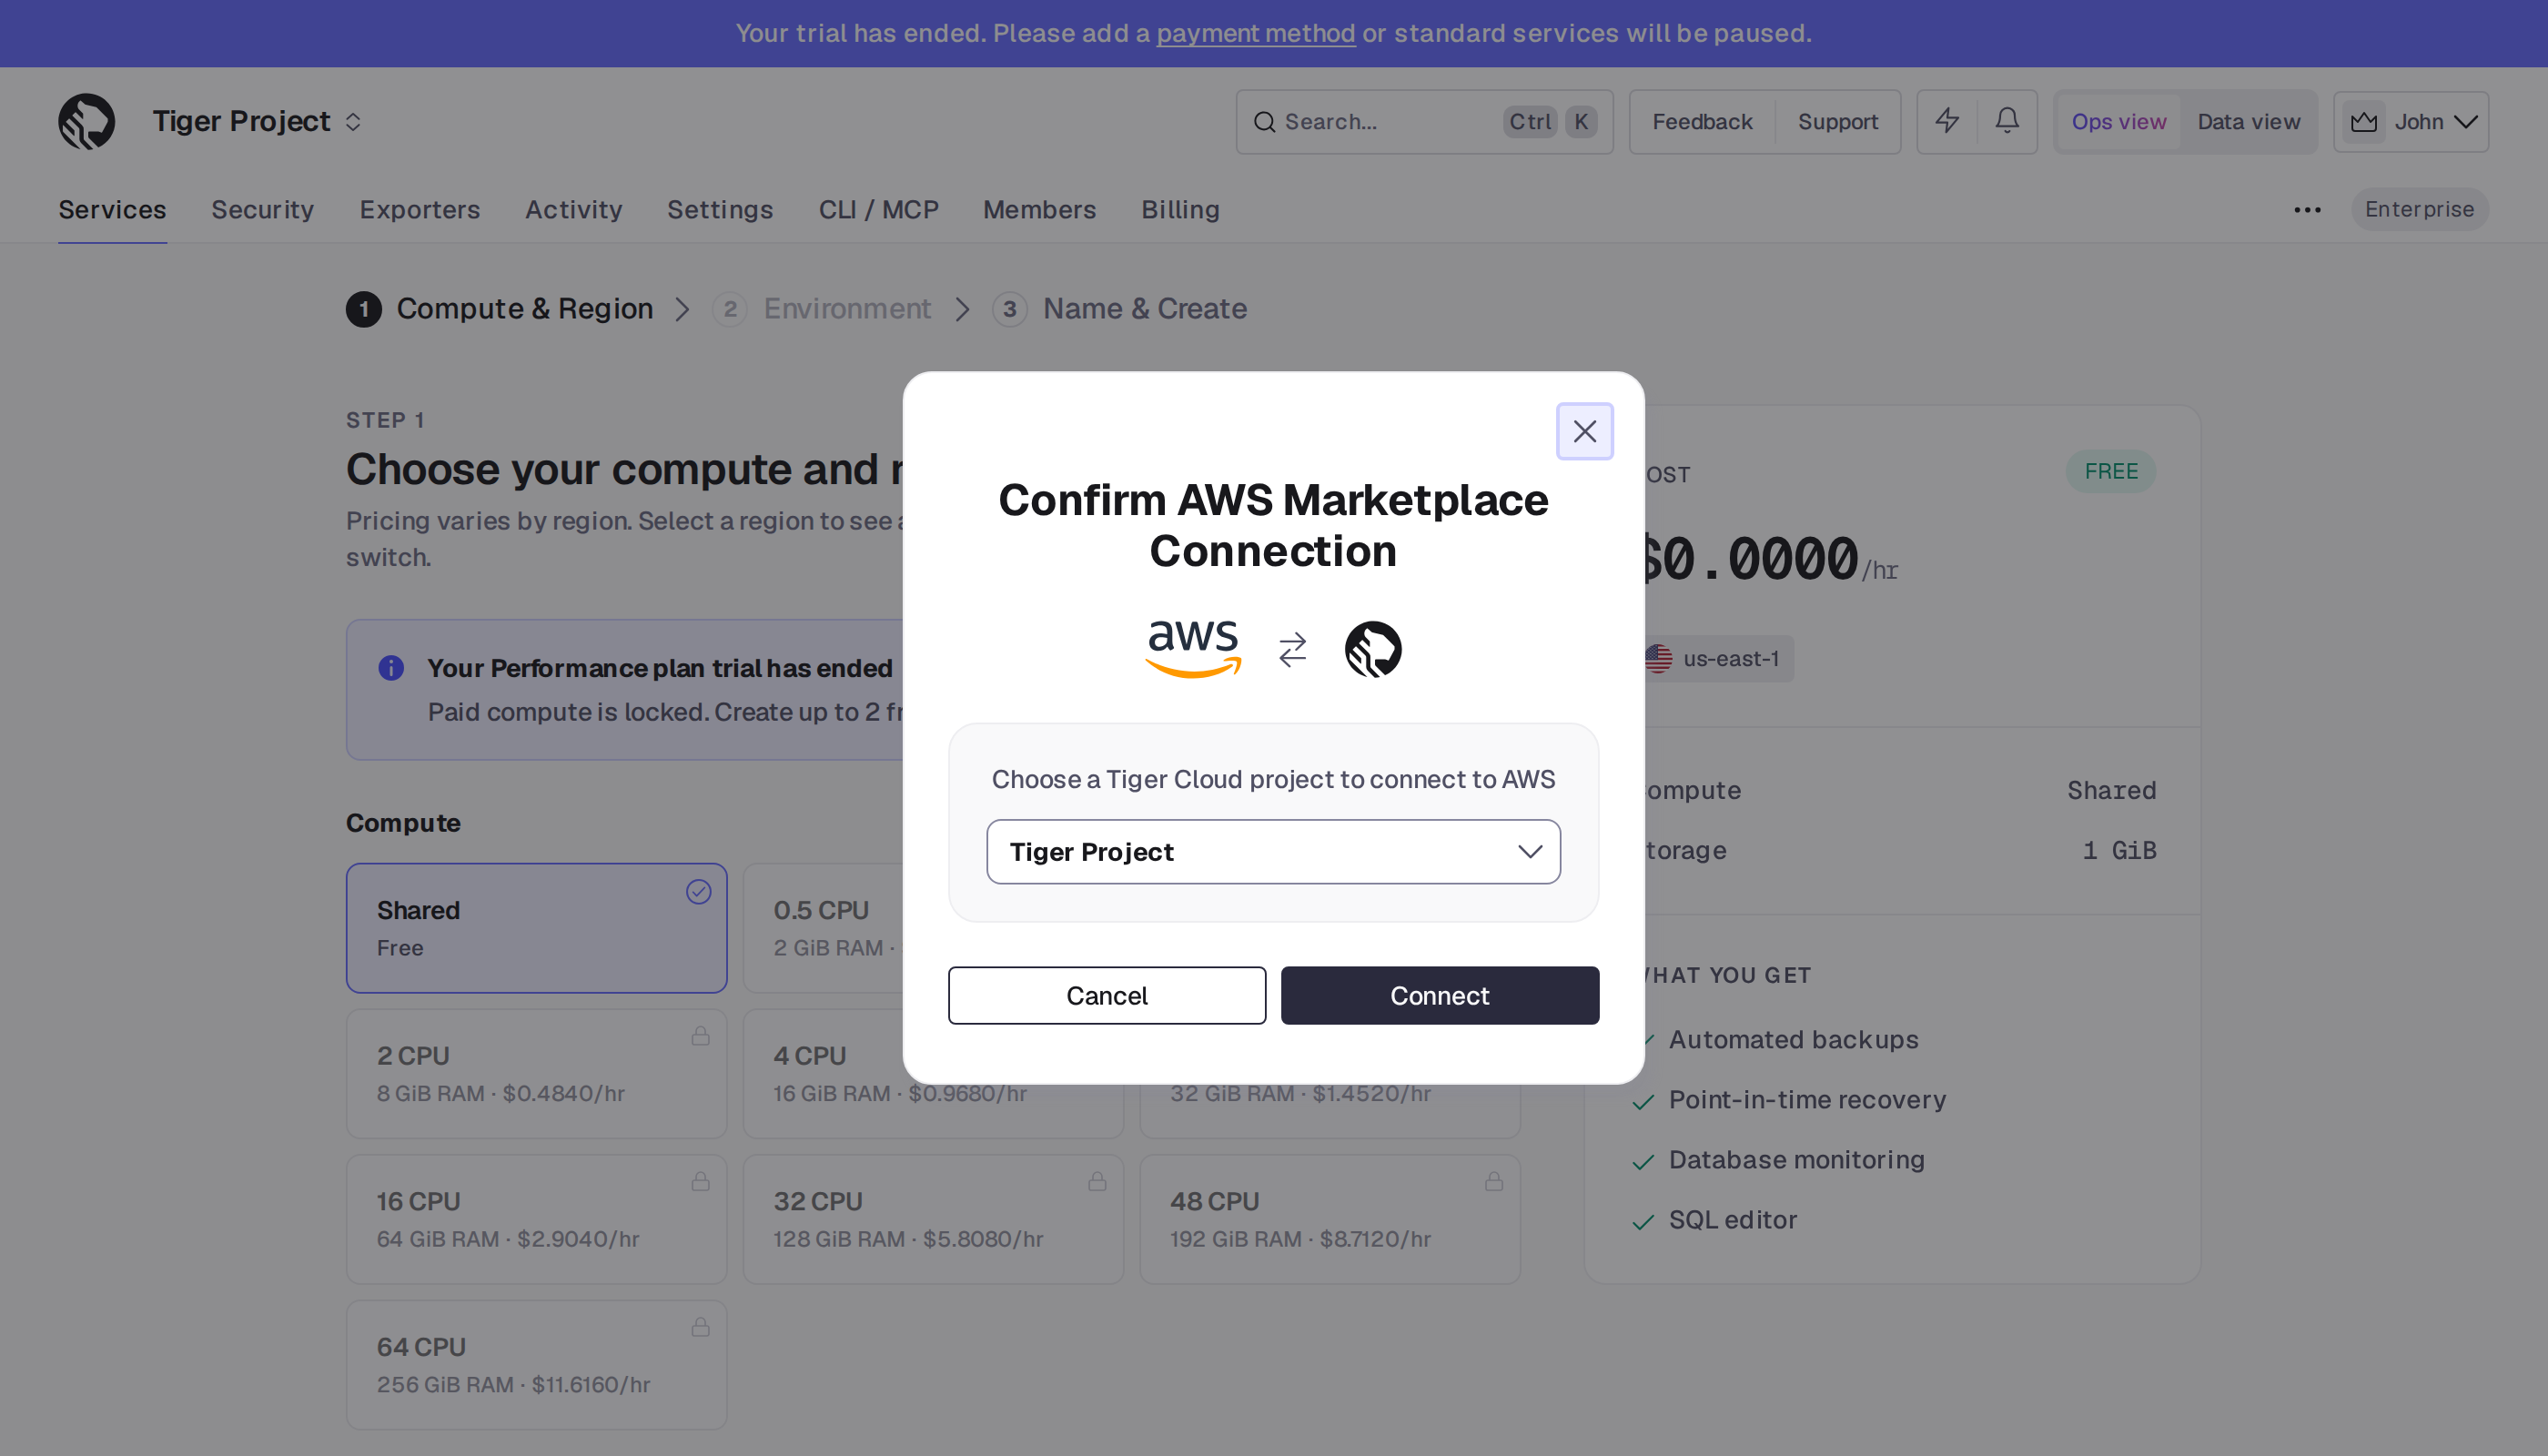 Your trial has ended. Please add a payment method or standard services will be paused.
Tiger Project
Search...
Ctrl K
Feedback
Support
Ops view
Data view
John
Services
Security
Exporters
Activity
Settings
CLI / MCP
Members
Billing
Enterprise
1 Compute & Region
2 Environment
3 Name & Create
STEP 1
Choose your compute and
Pricing varies by region. Select a region to see
switch.
Your Performance plan trial has ended
Paid compute is locked. Create up to 2
Compute
Shared
Free
0.5 CPU
2 GiB RAM ·
2 CPU
8 GiB RAM · $0.4840/hr
4 CPU
16 GiB RAM · $0.9680/hr
32 GiB RAM · $1.4520/hr
16 CPU
64 GiB RAM · $2.9040/hr
32 CPU
128 GiB RAM · $5.8080/hr
48 CPU
192 GiB RAM · $8.7120/hr
64 CPU
256 GiB RAM · $11.6160/hr
Confirm AWS Marketplace
Connection
aws
Choose a Tiger Cloud project to connect to AWS
Tiger Project
Cancel
Connect
FREE
$0.0000/hr
us-east-1
Shared
1 GiB
WHAT YOU GET
Automated backups
Point-in-time recovery
Database monitoring
SQL editor